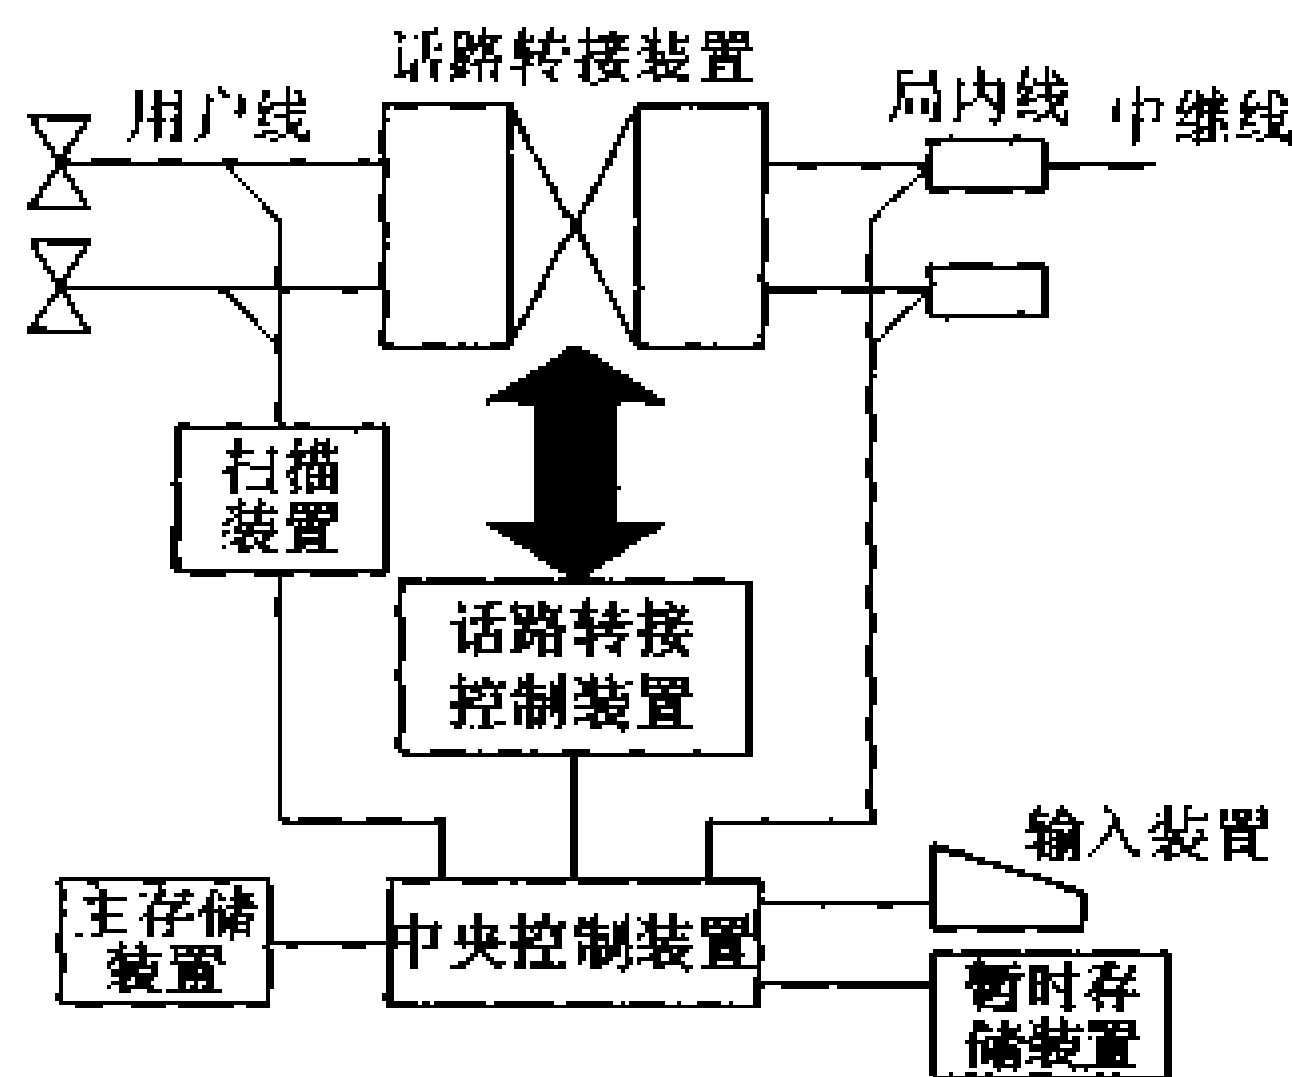 话路转接装置
用户线
局内线
中继线
扫描
装置
话路转接
控制装置
输入装置
主存储
装置
中央控制装置
暂时存
储装置